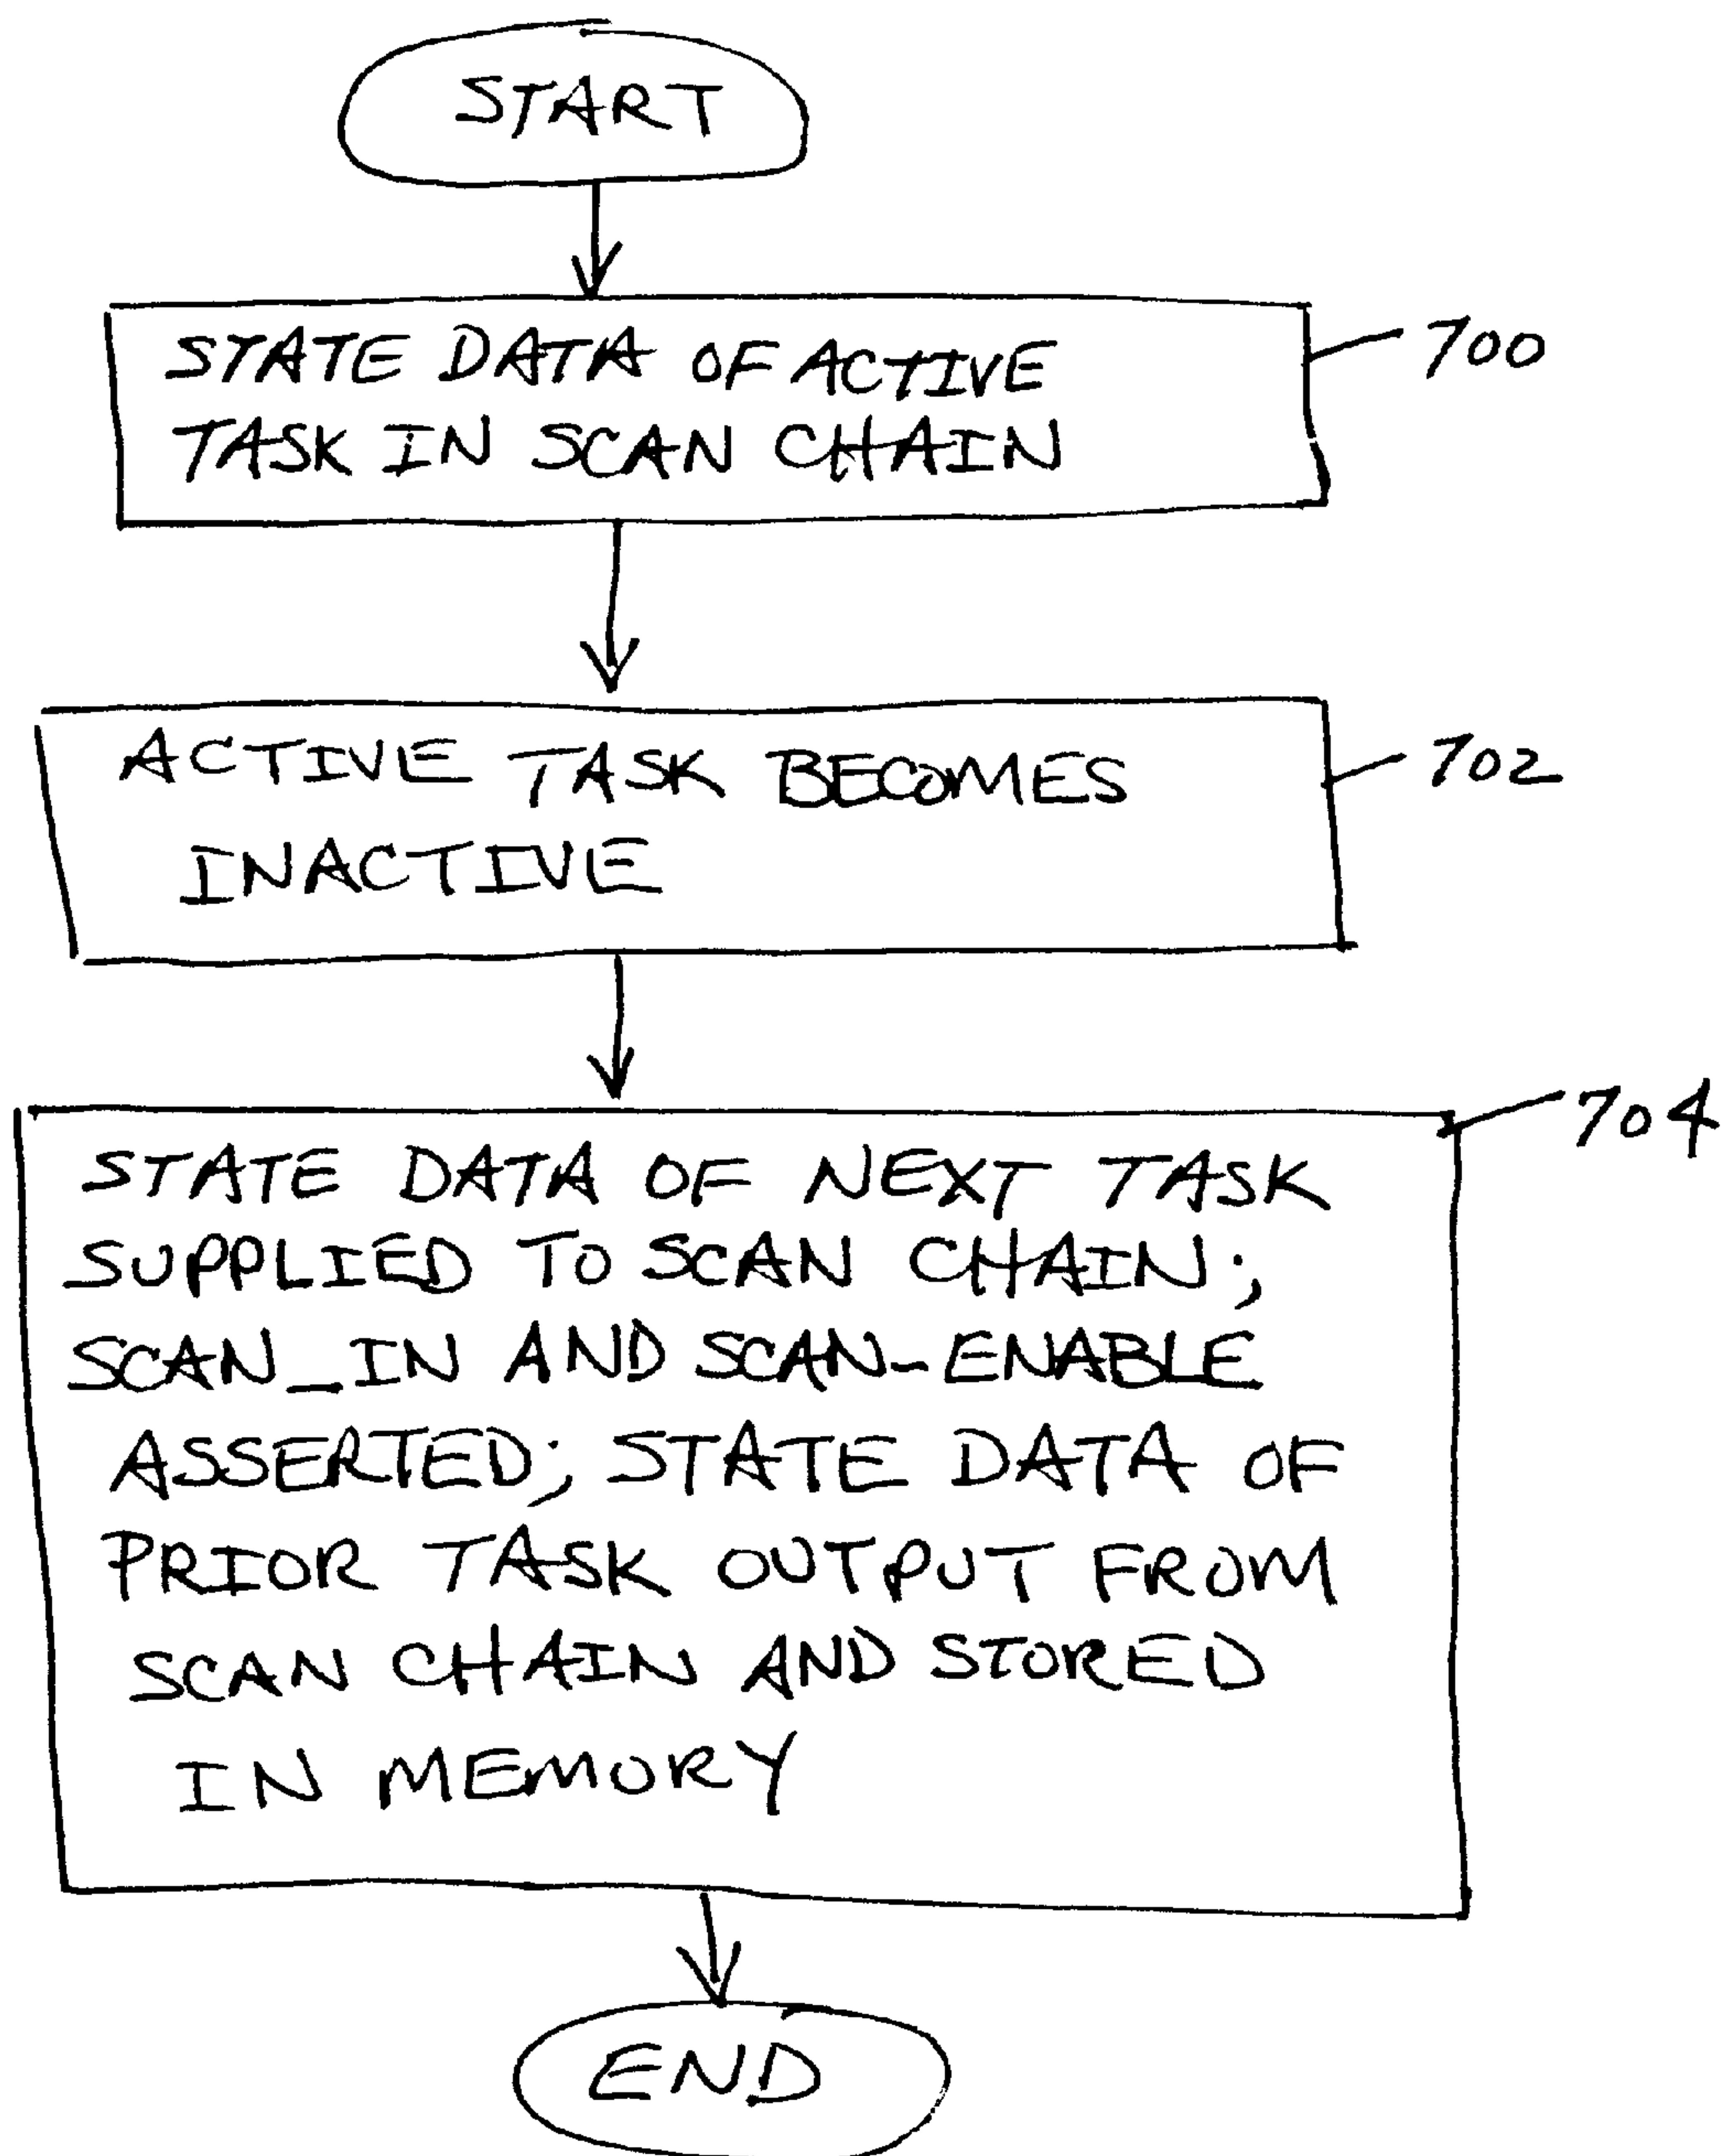 START
STATE DATA OF ACTIVE
700
TASK IN SCAN CHAIN
ACTIVE TASK BECOMES
702
INACTIVE
704
STATE DATA OF NEXT TASK
SUPPLIED TO SCAN CHAIN;
SCAN_IN AND SCAN-ENABLE
ASSERTED; STATE DATA OF
PRIOR TASK OUTPUT FROM
SCAN CHAIN AND STORED
IN MEMORY
END